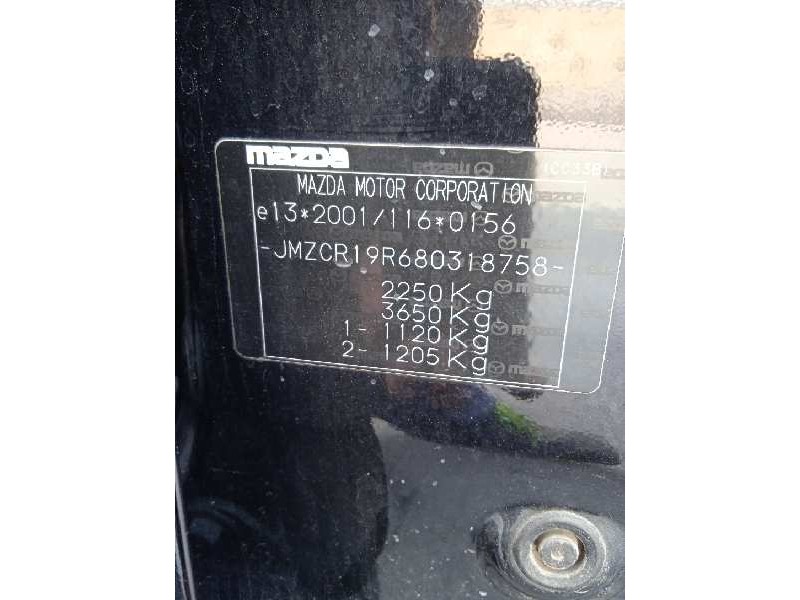 mazda
MAZDA MOTOR CORPORATION
e13*2001/116*0156
-JMZCR19R680318758-
2250 Kg
3650 Kg
1- 1120 Kg
2- 1205 Kg